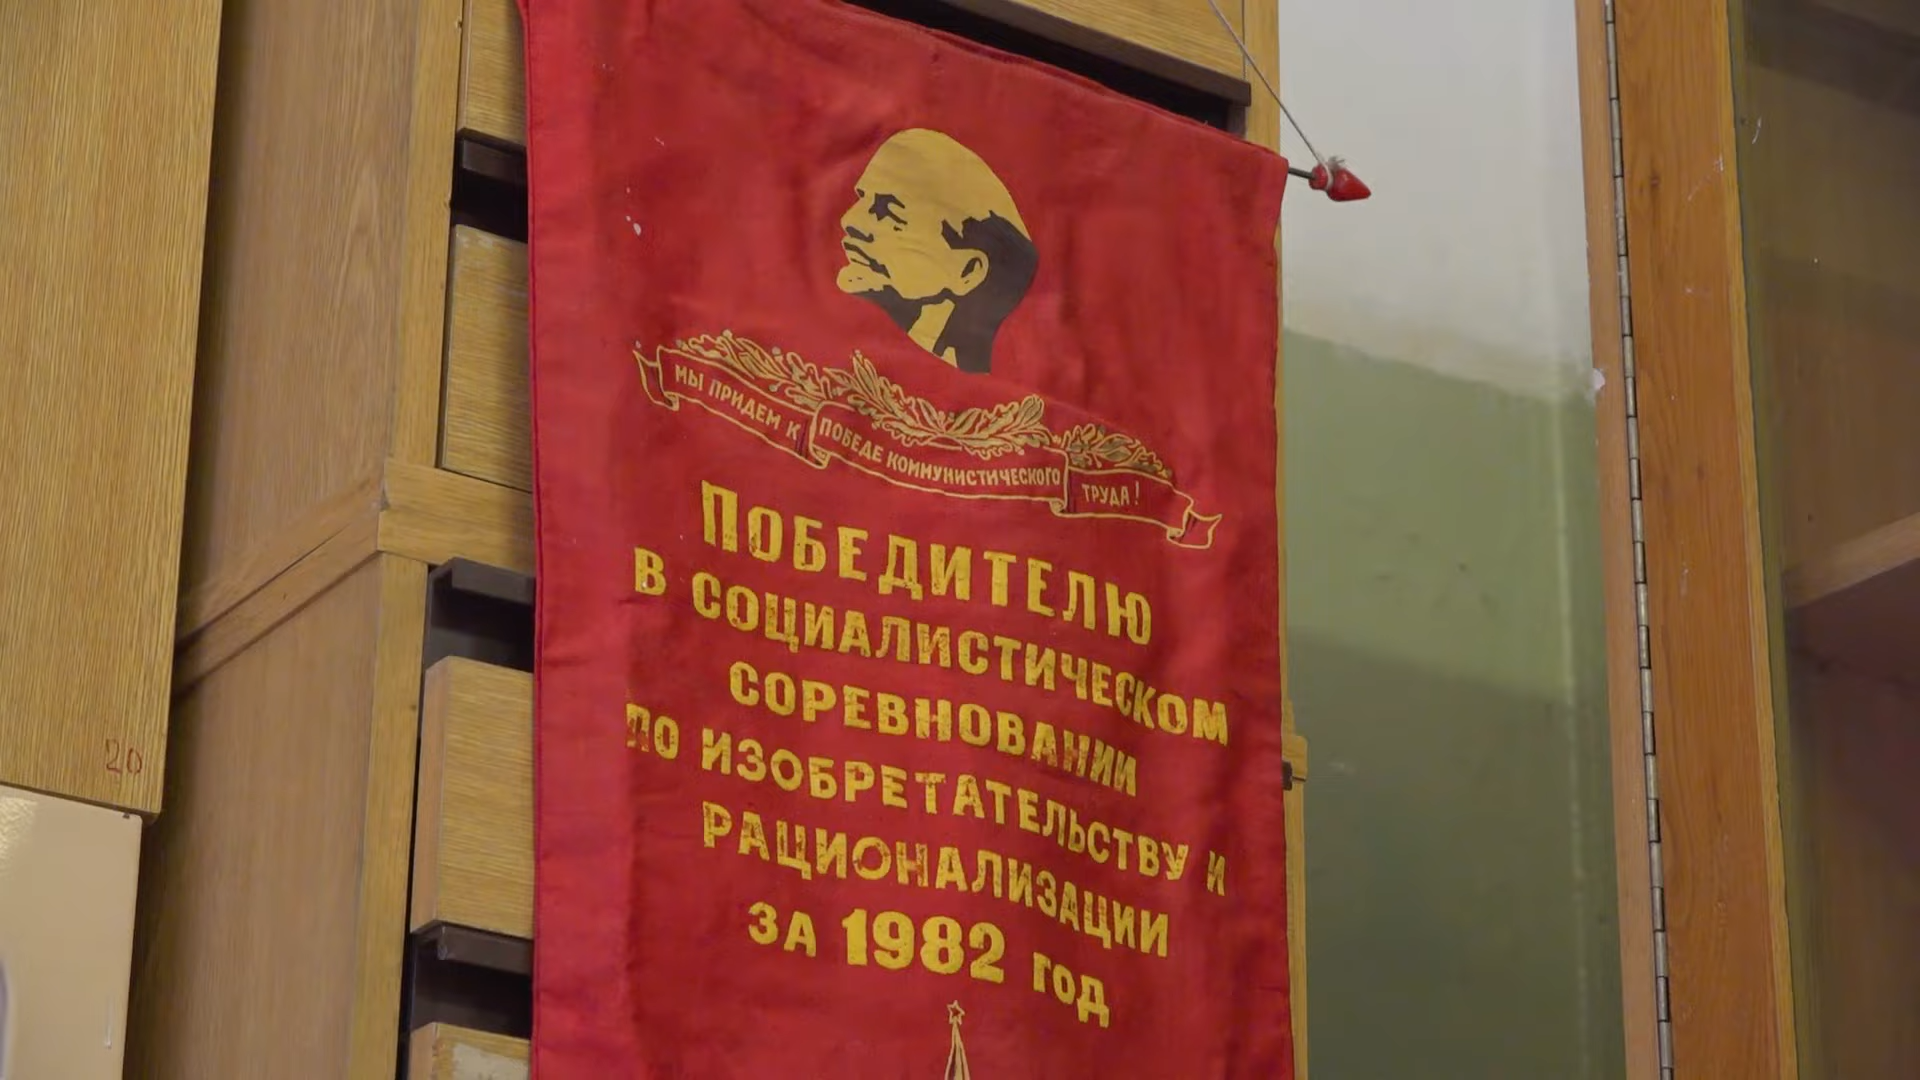 МЫ ПРИДЕМ К ПОБЕДЕ КОММУНИСТИЧЕСКОГО ТРУДА!
ПОБЕДИТЕЛЮ
В СОЦИАЛИСТИЧЕСКОМ
СОРЕВНОВАНИИ
ПО ИЗОБРЕТАТЕЛЬСТВУ И
РАЦИОНАЛИЗАЦИИ
ЗА 1982 ГОД
20